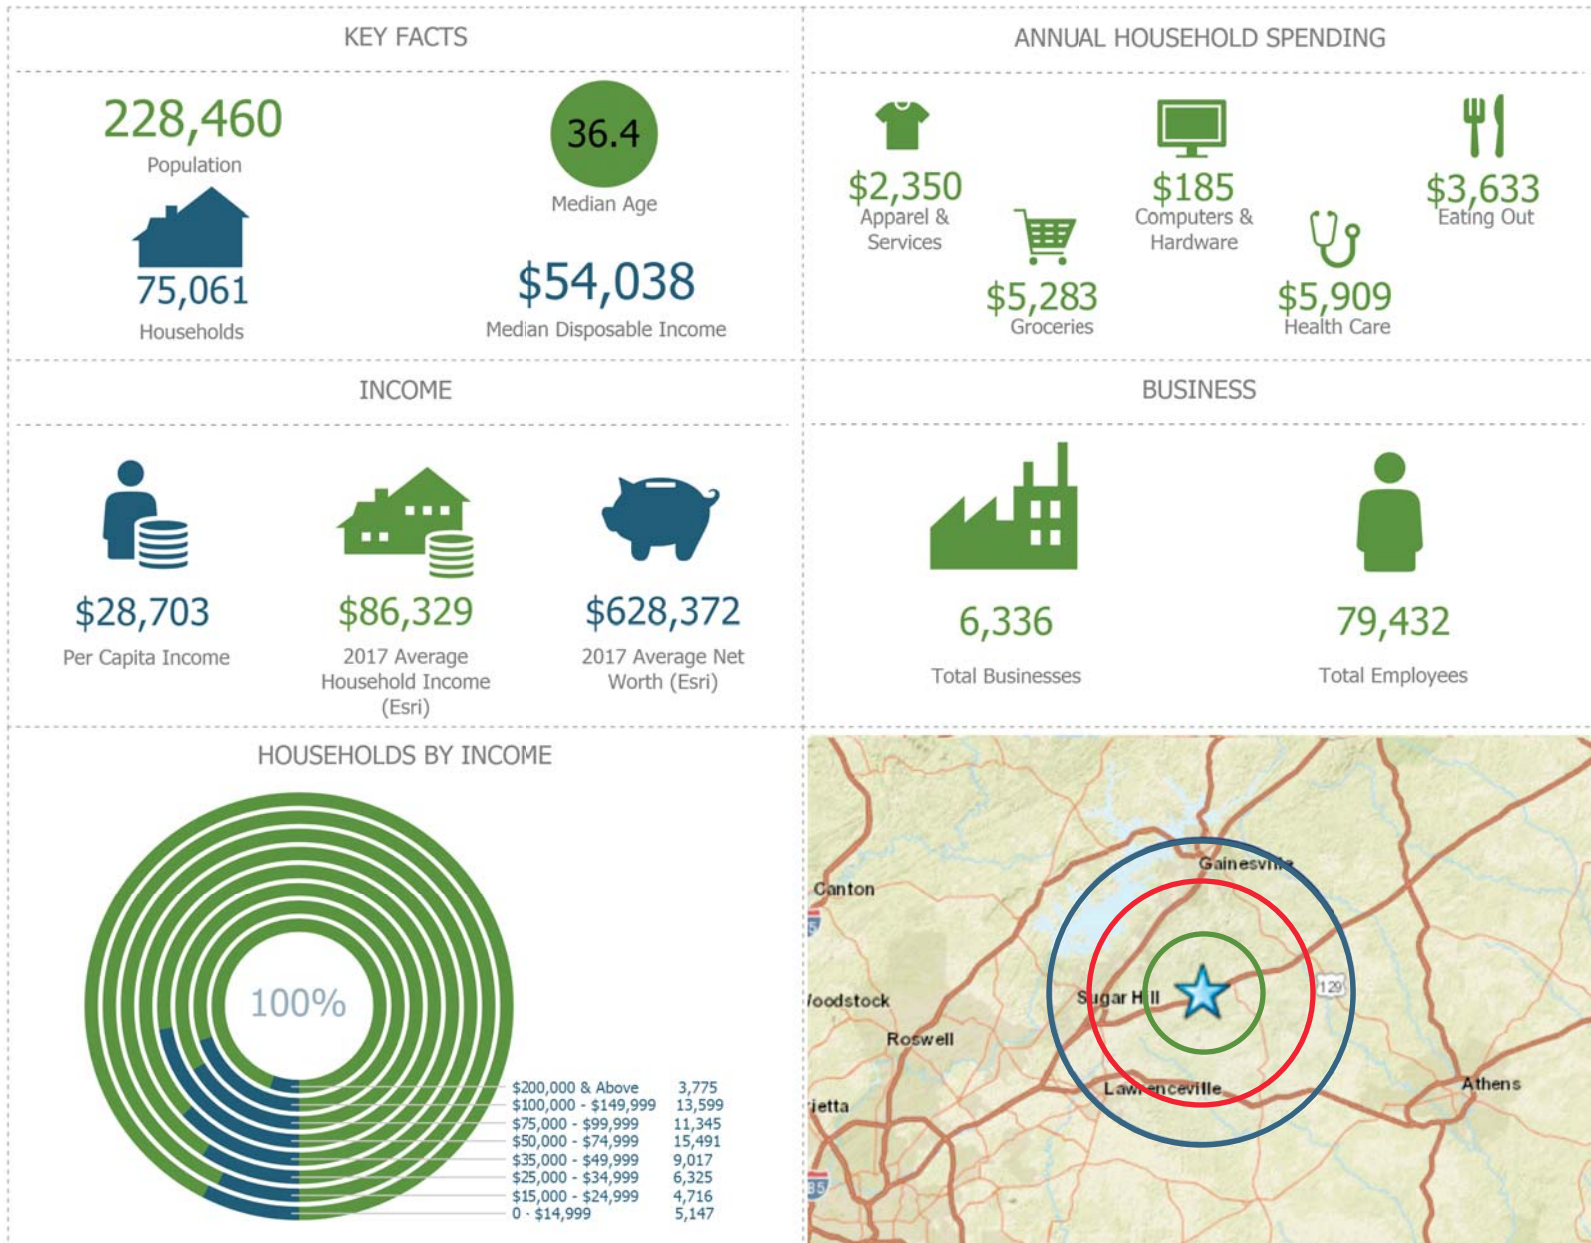 KEY FACTS
228,460
Population
36.4
Median Age
75,061
Households
$54,038
Median Disposable Income
ANNUAL HOUSEHOLD SPENDING
$2,350
Apparel &
Services
$185
Computers &
Hardware
$3,633
Eating Out
$5,283
Groceries
$5,909
Health Care
INCOME
$28,703
Per Capita Income
$86,329
2017 Average
Household Income
(Esri)
$628,372
2017 Average Net
Worth (Esri)
BUSINESS
6,336
Total Businesses
79,432
Total Employees
HOUSEHOLDS BY INCOME
100%
$200,000 & Above 3,775
$100,000 - $149,999 13,599
$75,000 - $99,999 11,345
$50,000 - $74,999 15,491
$35,000 - $49,999 9,017
$25,000 - $34,999 6,325
$15,000 - $24,999 4,716
0 - $14,999 5,147
Gainesville
Canton
129
Sugar Hill
oodstock
Roswell
Lawrenceville
Athens
ietta